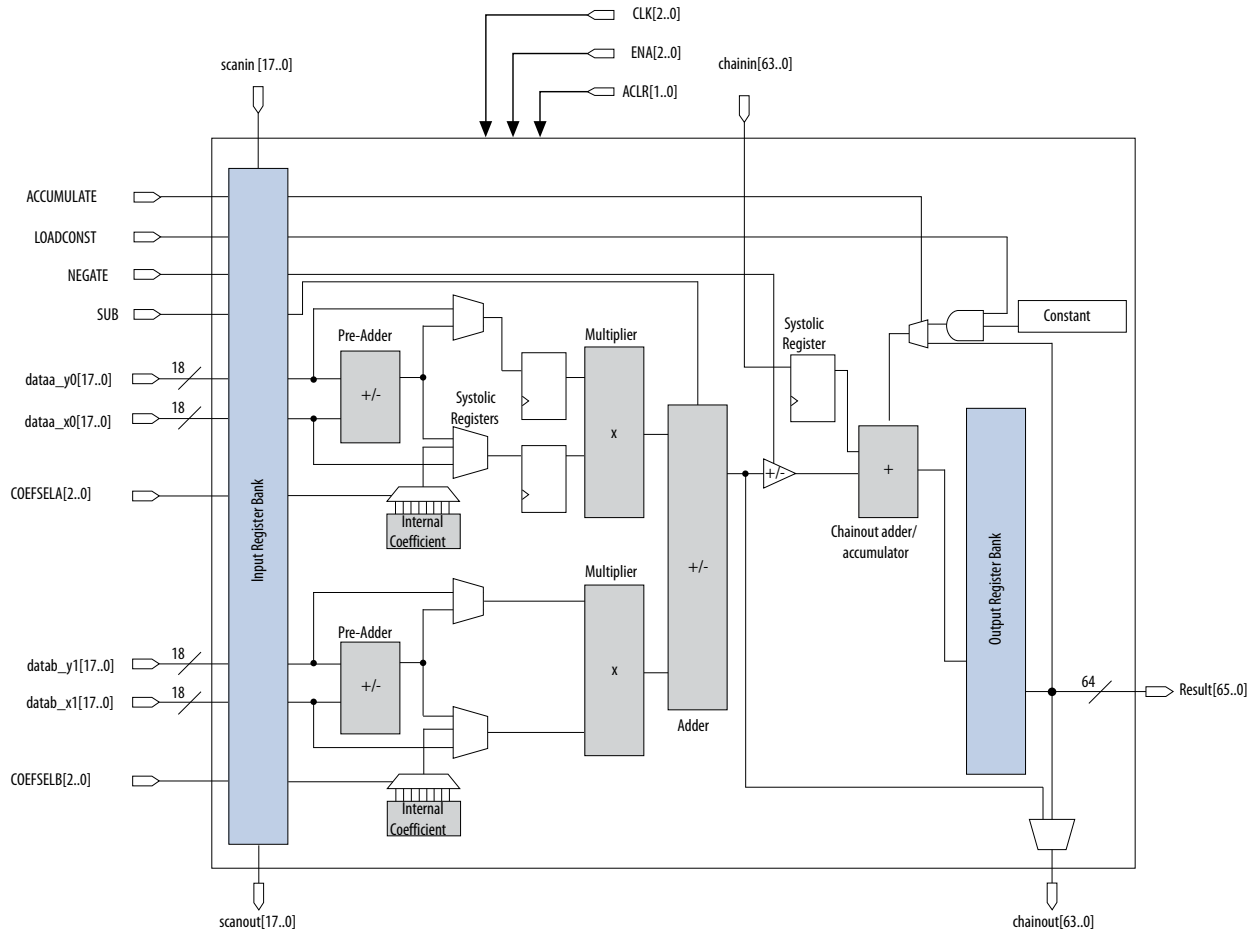 CLK[2..0]
ENA[2..0]
ACLR[1..0]
scanin [17..0]
chainin[63..0]
ACCUMULATE
LOADCONST
NEGATE
SUB
Constant
Pre-Adder
+/-
Systolic
Registers
Multiplier
x
Systolic
Register
dataa_y0[17..0]
18
dataa_x0[17..0]
18
COEFSELA[2..0]
Internal
Coefficient
Input Register Bank
+/-
+
Chainout adder/
accumulator
Output Register Bank
Multiplier
x
+/-
Adder
Pre-Adder
+/-
datab_y1[17..0]
18
datab_x1[17..0]
18
COEFSELB[2..0]
Internal
Coefficient
64
Result[65..0]
scanout[17..0]
chainout[63..0]